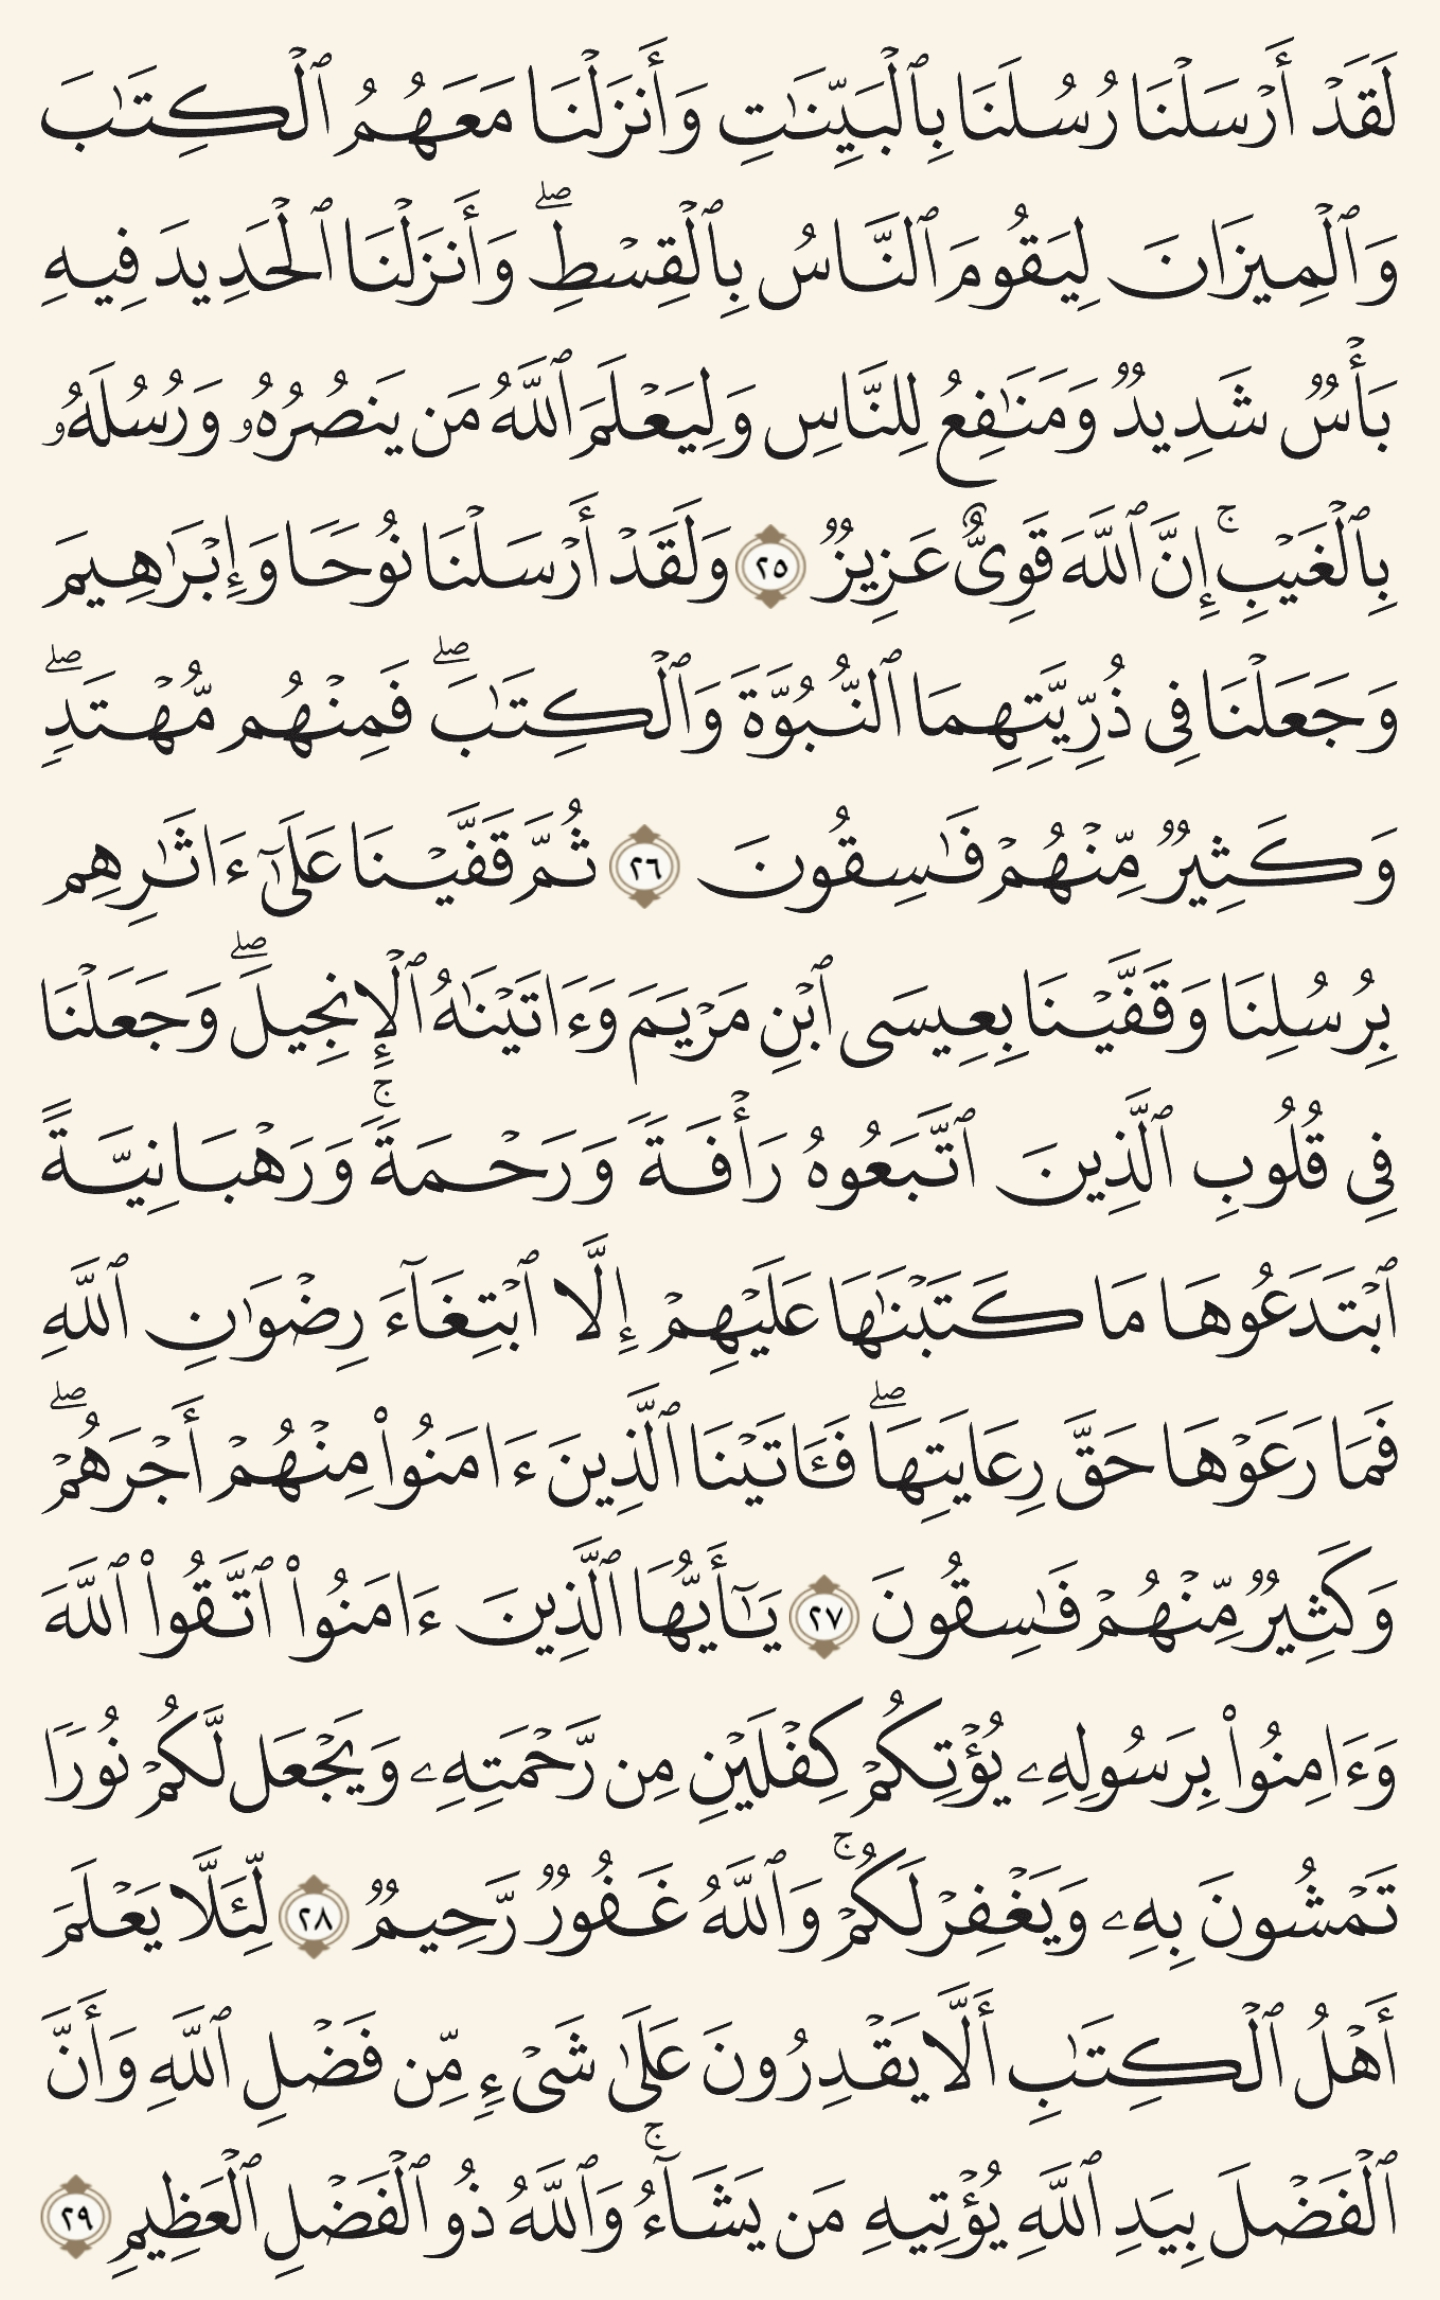 لَقَدْ أَرْسَلْنَا رُسُلَنَا بِٱلْبَيِّنَٰتِ وَأَنزَلْنَا مَعَهُمُ ٱلْكِتَٰبَ
وَٱلْمِيزَانَ لِيَقُومَ ٱلنَّاسُ بِٱلْقِسْطِۖ وَأَنزَلْنَا ٱلْحَدِيدَ فِيهِ
بَأْسٌ شَدِيدٌ وَمَنَٰفِعُ لِلنَّاسِ وَلِيَعْلَمَ ٱللَّهُ مَن يَنصُرُهُۥ وَرُسُلَهُۥ
بِٱلْغَيْبِۚ إِنَّ ٱللَّهَ قَوِىٌّ عَزِيزٌ ٢٥ وَلَقَدْ أَرْسَلْنَا نُوحًا وَإِبْرَٰهِيمَ
وَجَعَلْنَا فِى ذُرِّيَّتِهِمَا ٱلنُّبُوَّةَ وَٱلْكِتَٰبَۖ فَمِنْهُم مُّهْتَدٍۖ
وَكَثِيرٌ مِّنْهُمْ فَٰسِقُونَ ٢٦ ثُمَّ قَفَّيْنَا عَلَىٰٓ ءَاثَٰرِهِم
بِرُسُلِنَا وَقَفَّيْنَا بِعِيسَى ٱبْنِ مَرْيَمَ وَءَاتَيْنَٰهُ ٱلْإِنجِيلَۖ وَجَعَلْنَا
فِى قُلُوبِ ٱلَّذِينَ ٱتَّبَعُوهُ رَأْفَةً وَرَحْمَةًۚ وَرَهْبَانِيَّةً
ٱبْتَدَعُوهَا مَا كَتَبْنَٰهَا عَلَيْهِمْ إِلَّا ٱبْتِغَآءَ رِضْوَٰنِ ٱللَّهِ
فَمَا رَعَوْهَا حَقَّ رِعَايَتِهَاۖ فَـَٔاتَيْنَا ٱلَّذِينَ ءَامَنُوا۟ مِنْهُمْ أَجْرَهُمْۖ
وَكَثِيرٌ مِّنْهُمْ فَٰسِقُونَ ٢٧ يَٰٓأَيُّهَا ٱلَّذِينَ ءَامَنُوا۟ ٱتَّقُوا۟ ٱللَّهَ
وَءَامِنُوا۟ بِرَسُولِهِۦ يُؤْتِكُمْ كِفْلَيْنِ مِن رَّحْمَتِهِۦ وَيَجْعَل لَّكُمْ نُورًا
تَمْشُونَ بِهِۦ وَيَغْفِرْ لَكُمْۚ وَٱللَّهُ غَفُورٌ رَّحِيمٌ ٢٨ لِّئَلَّا يَعْلَمَ
أَهْلُ ٱلْكِتَٰبِ أَلَّا يَقْدِرُونَ عَلَىٰ شَىْءٍ مِّن فَضْلِ ٱللَّهِ وَأَنَّ
ٱلْفَضْلَ بِيَدِ ٱللَّهِ يُؤْتِيهِ مَن يَشَآءُۚ وَٱللَّهُ ذُو ٱلْفَضْلِ ٱلْعَظِيمِ ٢٩